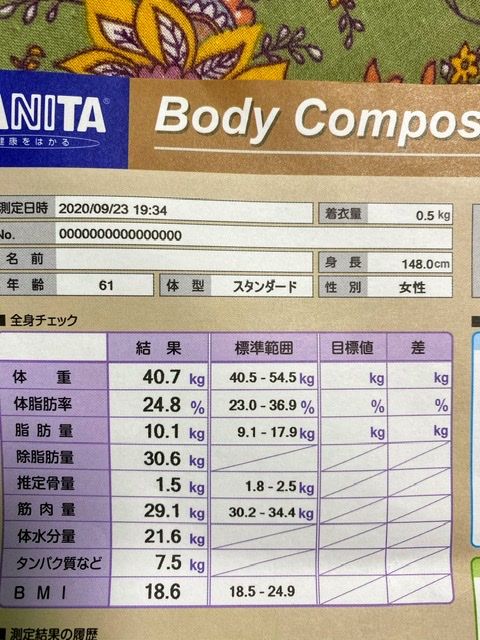 ANITA
健康をはかる
Body Compos
測定日時 2020/09/23 19:34 着衣量 0.5 kg
No. 0000000000000000
名 前 身 長 148.0cm
年 齢 61 体 型 スタンダード 性 別 女性
■ 全身チェック
結 果 標準範囲 目標値 差
体 重 40.7 kg 40.5 - 54.5 kg kg kg
体脂肪率 24.8 % 23.0 - 36.9 % % %
脂 肪 量 10.1 kg 9.1 - 17.9 kg kg kg
除脂肪量 30.6 kg
推定骨量 1.5 kg 1.8 - 2.5 kg
筋 肉 量 29.1 kg 30.2 - 34.4 kg
体水分量 21.6 kg
タンパク質など 7.5 kg
B M I 18.6 18.5 - 24.9
■ 測定結果の履歴